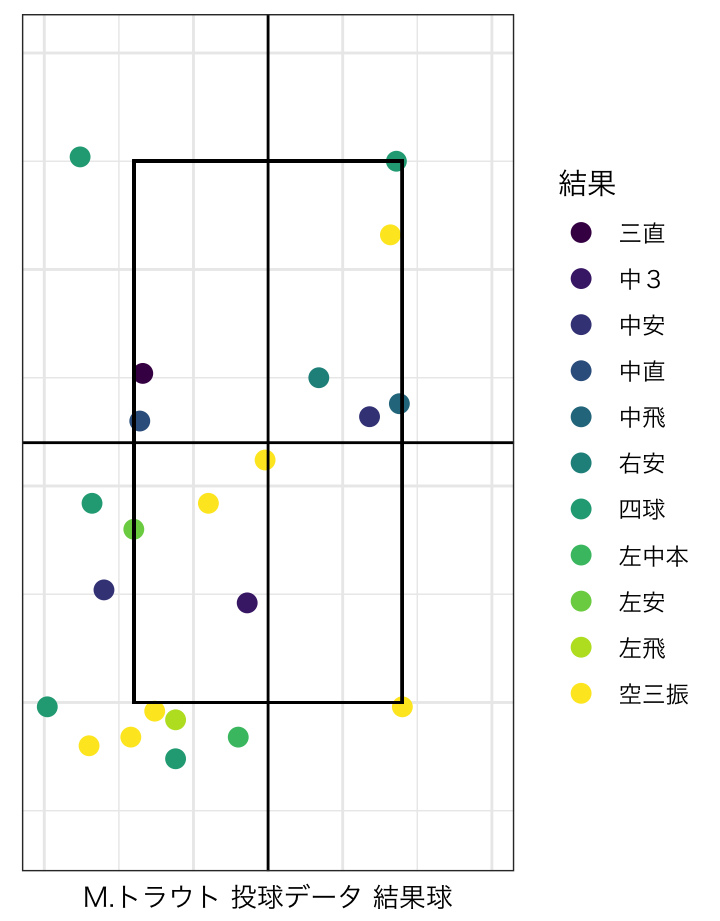 結果
三直
中３
中安
中直
中飛
右安
四球
左中本
左安
左飛
空三振
M.トラウト 投球データ 結果球